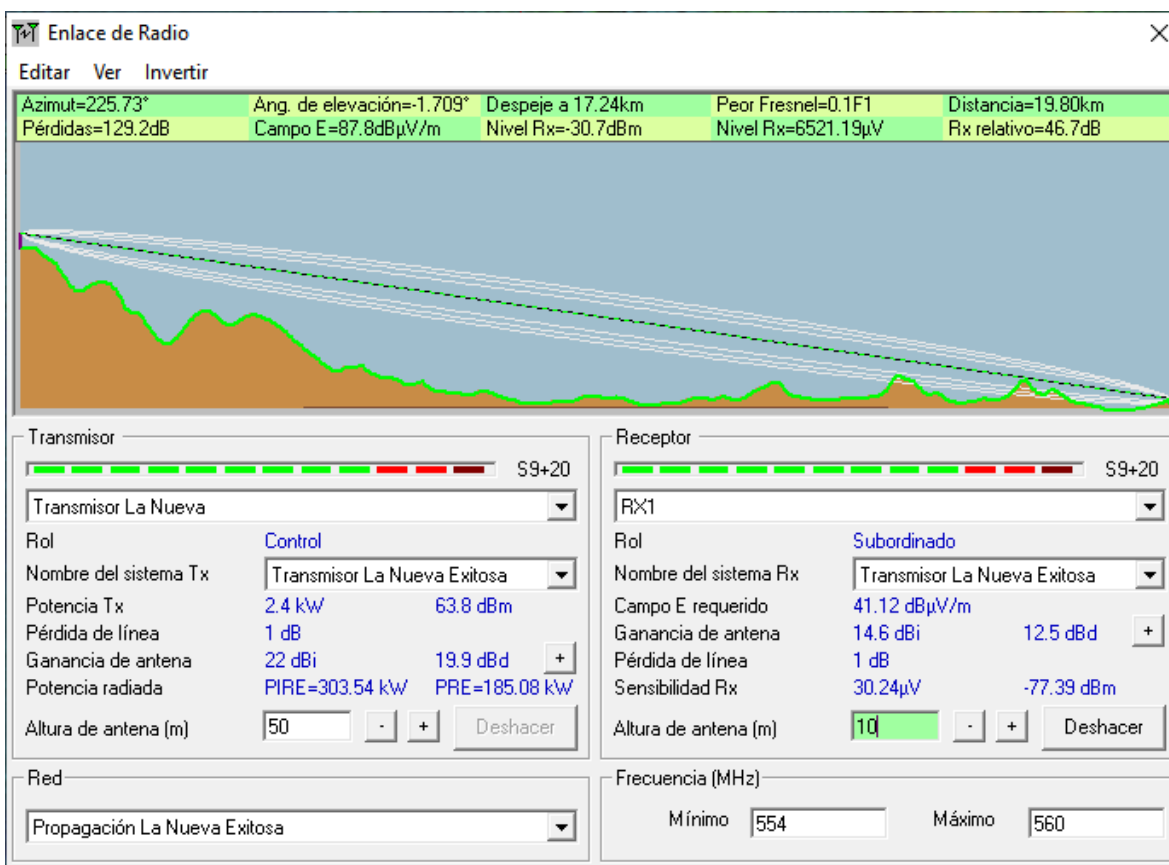 Enlace de Radio
Editar Ver Invertir
Azimut=225.73° Ang. de elevación=-1.709° Despeje a 17.24km Peor Fresnel=0.1F1 Distancia=19.80km
Pérdidas=129.2dB Campo E=87.8dBµV/m Nivel Rx=-30.7dBm Nivel Rx=6521.19µV Rx relativo=46.7dB
Transmisor
S9+20
Transmisor La Nueva
Rol Control
Nombre del sistema Tx Transmisor La Nueva Exitosa
Potencia Tx 2.4 kW 63.8 dBm
Pérdida de línea 1 dB
Ganancia de antena 22 dBi 19.9 dBd +
Potencia radiada PIRE=303.54 kW PRE=185.08 kW
Altura de antena (m) 50 - + Deshacer
Receptor
S9+20
RX1
Rol Subordinado
Nombre del sistema Rx Transmisor La Nueva Exitosa
Campo E requerido 41.12 dBµV/m
Ganancia de antena 14.6 dBi 12.5 dBd +
Pérdida de línea 1 dB
Sensibilidad Rx 30.24µV -77.39 dBm
Altura de antena (m) 10 - + Deshacer
Red
Propagación La Nueva Exitosa
Frecuencia (MHz)
Mínimo 554 Máximo 560